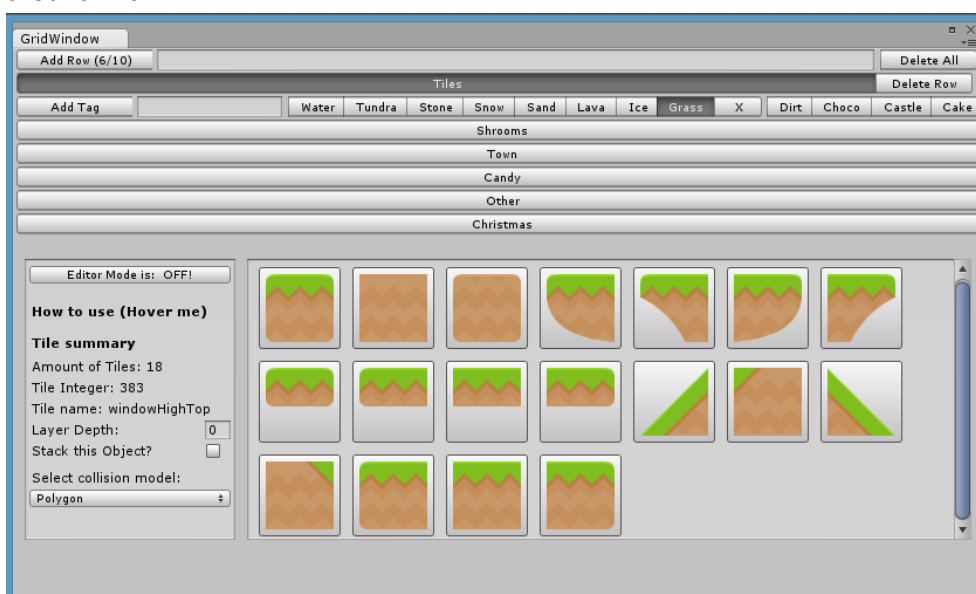 GridWindow
Add Row (6/10) Delete All
Tiles Delete Row
Add Tag Water Tundra Stone Snow Sand Lava Ice Grass X Dirt Choco Castle Cake
Shrooms
Town
Candy
Other
Christmas
Editor Mode is: OFF!
How to use (Hover me)
Tile summary
Amount of Tiles: 18
Tile Integer: 383
Tile name: windowHighTop
Layer Depth: 0
Stack this Object?
Select collision model:
Polygon